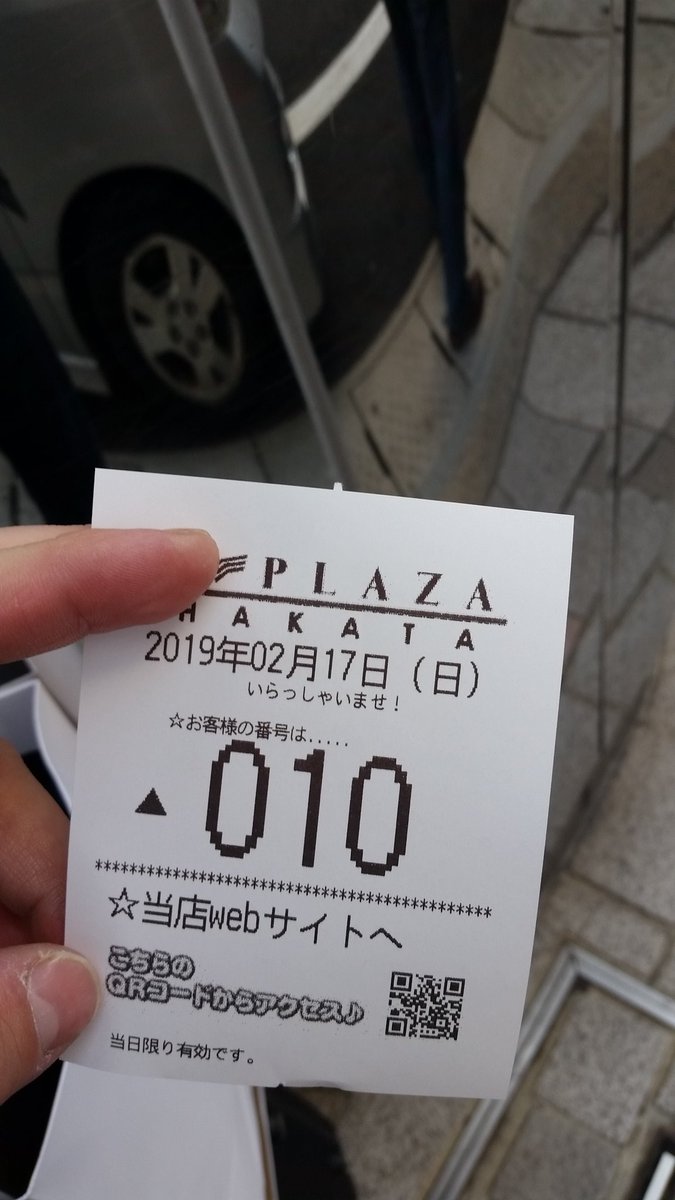 PLAZA
HAKATA
2019年02月17日(日)
いらっしゃいませ!
☆お客様の番号は.....
▲ 010
****************************************************
☆当店webサイトへ
こちらの
QRコードからアクセス♪
当日限り有効です。